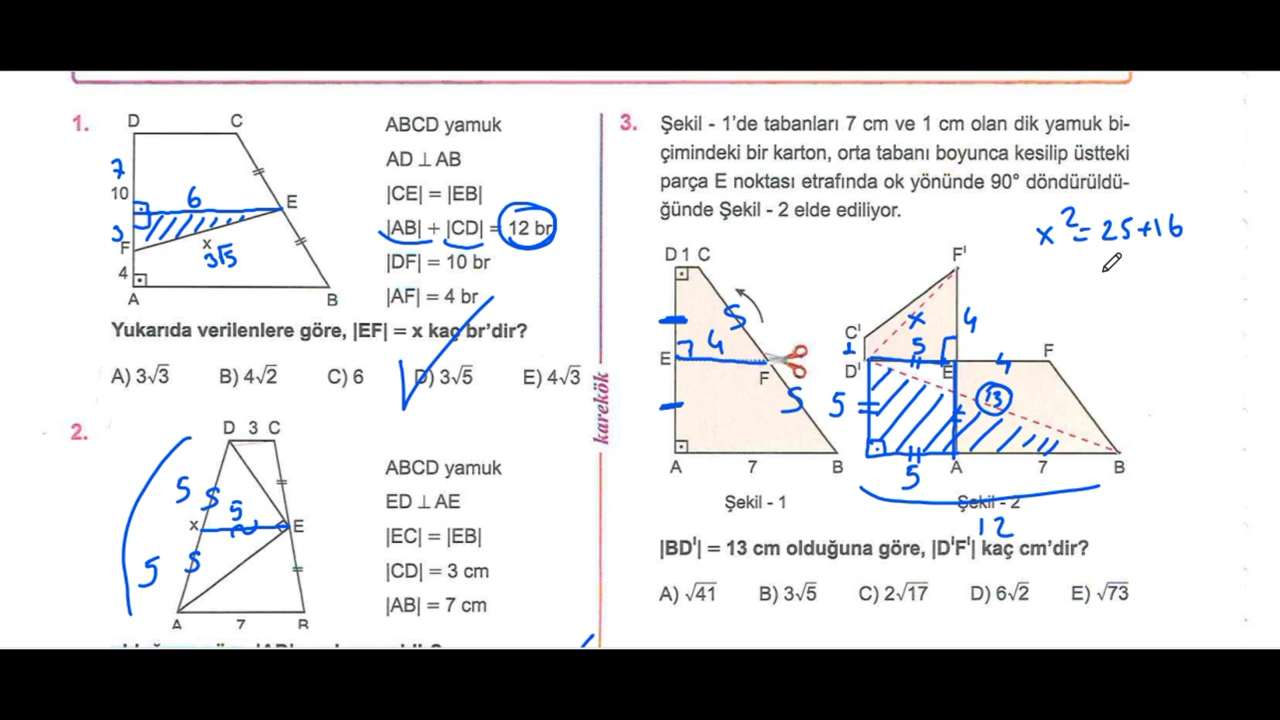 1.
D C
7
10
6
E
3
F
x
3√5
4
A B
ABCD yamuk
AD ⊥ AB
|CE| = |EB|
|AB| + |CD| = 12 br
|DF| = 10 br
|AF| = 4 br
Yukarıda verilenlere göre, |EF| = x kaç br'dir?
A) 3√3 B) 4√2 C) 6 D) 3√5 E) 4√3
2.
D 3 C
5 S
5
x E
5 S
A 7 B
ABCD yamuk
ED ⊥ AE
|EC| = |EB|
|CD| = 3 cm
|AB| = 7 cm
karekök
3. Şekil - 1'de tabanları 7 cm ve 1 cm olan dik yamuk bi-
çimindeki bir karton, orta tabanı boyunca kesilip üstteki
parça E noktası etrafında ok yönünde 90° döndürüldü-
ğünde Şekil - 2 elde ediliyor.
x² = 25+16
D 1 C
S
4
E
F
S
A 7 B
Şekil - 1
F'
x 4
C'
1 5
D' E 4 F
5 13
A 7 B
5
Şekil - 2
12
|BD'| = 13 cm olduğuna göre, |D'F'| kaç cm'dir?
A) √41 B) 3√5 C) 2√17 D) 6√2 E) √73